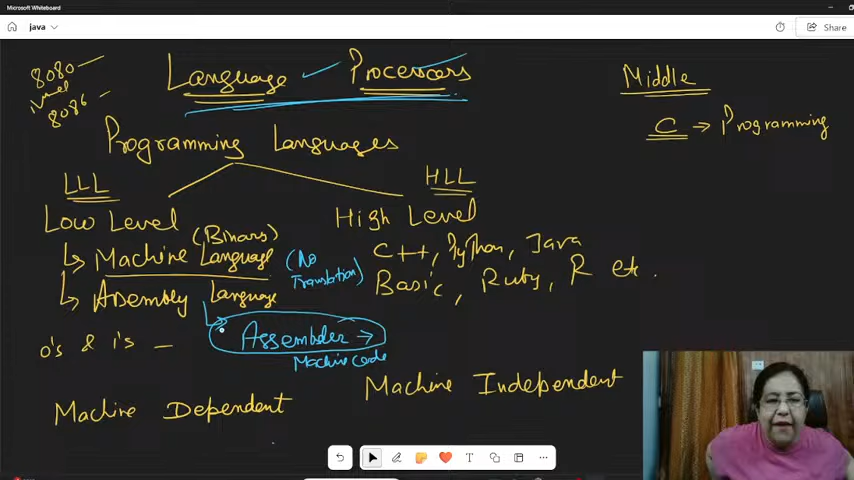 Microsoft Whiteboard
java
Share
8080
Intel
8086
Language Processors
Middle
C → Programming
Programming Languages
LLL
HLL
Low Level
High Level
Machine Language (Binary)
(No Translation)
C++, Python, Java
Basic, Ruby, R etc.
Assembly Language
0's & 1's —
Assembler →
Machine code
Machine Dependent
Machine Independent
T